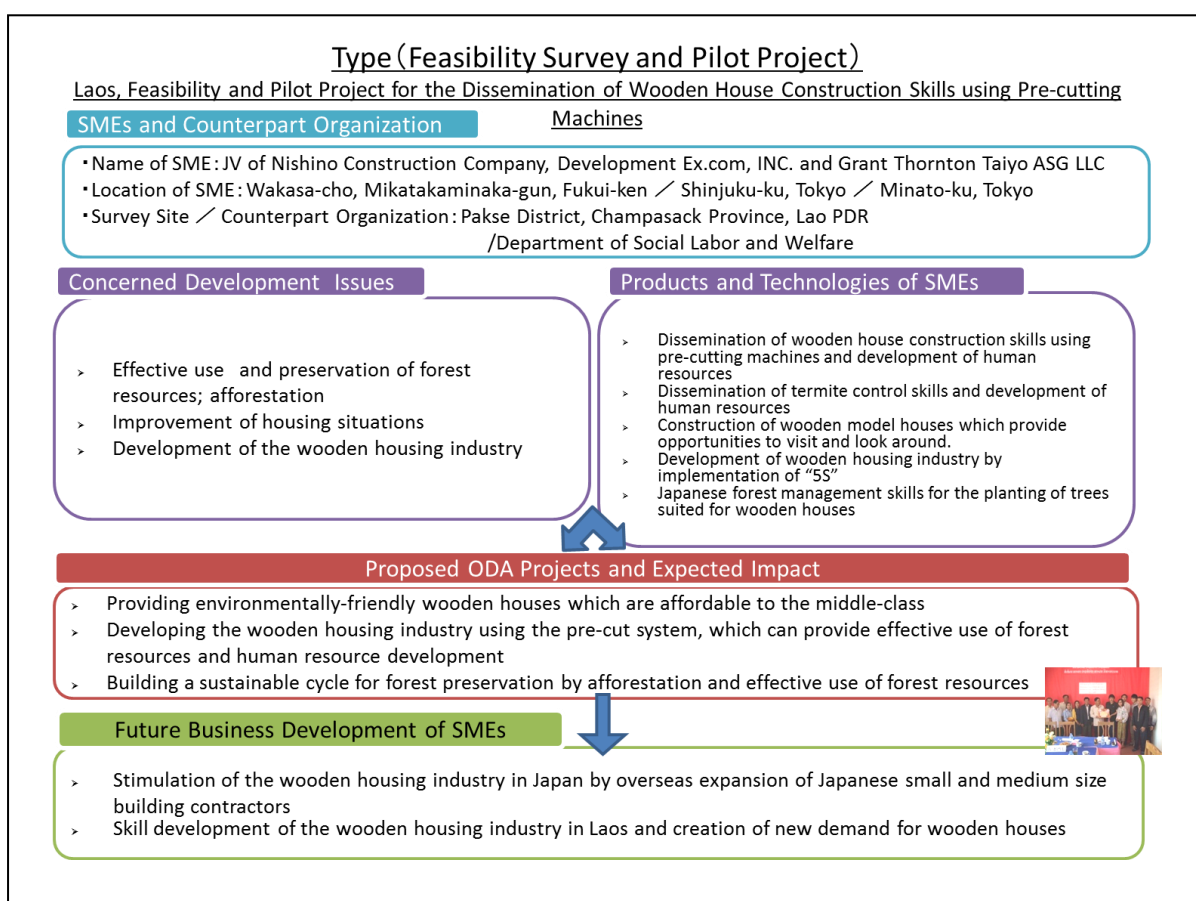 Type(Feasibility Survey and Pilot Project)
Laos, Feasibility and Pilot Project for the Dissemination of Wooden House Construction Skills using Pre-cutting
Machines
SMEs and Counterpart Organization
・Name of SME:JV of Nishino Construction Company, Development Ex.com, INC. and Grant Thornton Taiyo ASG LLC
・Location of SME:Wakasa-cho, Mikatakaminaka-gun, Fukui-ken ／ Shinjuku-ku, Tokyo ／ Minato-ku, Tokyo
・Survey Site ／ Counterpart Organization:Pakse District, Champasack Province, Lao PDR
/Department of Social Labor and Welfare
Concerned Development Issues
➢ Effective use and preservation of forest
resources; afforestation
➢ Improvement of housing situations
➢ Development of the wooden housing industry
Products and Technologies of SMEs
➢ Dissemination of wooden house construction skills using
pre-cutting machines and development of human
resources
➢ Dissemination of termite control skills and development of
human resources
➢ Construction of wooden model houses which provide
opportunities to visit and look around.
➢ Development of wooden housing industry by
implementation of “5S”
➢ Japanese forest management skills for the planting of trees
suited for wooden houses
Proposed ODA Projects and Expected Impact
➢ Providing environmentally-friendly wooden houses which are affordable to the middle-class
➢ Developing the wooden housing industry using the pre-cut system, which can provide effective use of forest
resources and human resource development
➢ Building a sustainable cycle for forest preservation by afforestation and effective use of forest resources
Future Business Development of SMEs
➢ Stimulation of the wooden housing industry in Japan by overseas expansion of Japanese small and medium size
building contractors
➢ Skill development of the wooden housing industry in Laos and creation of new demand for wooden houses